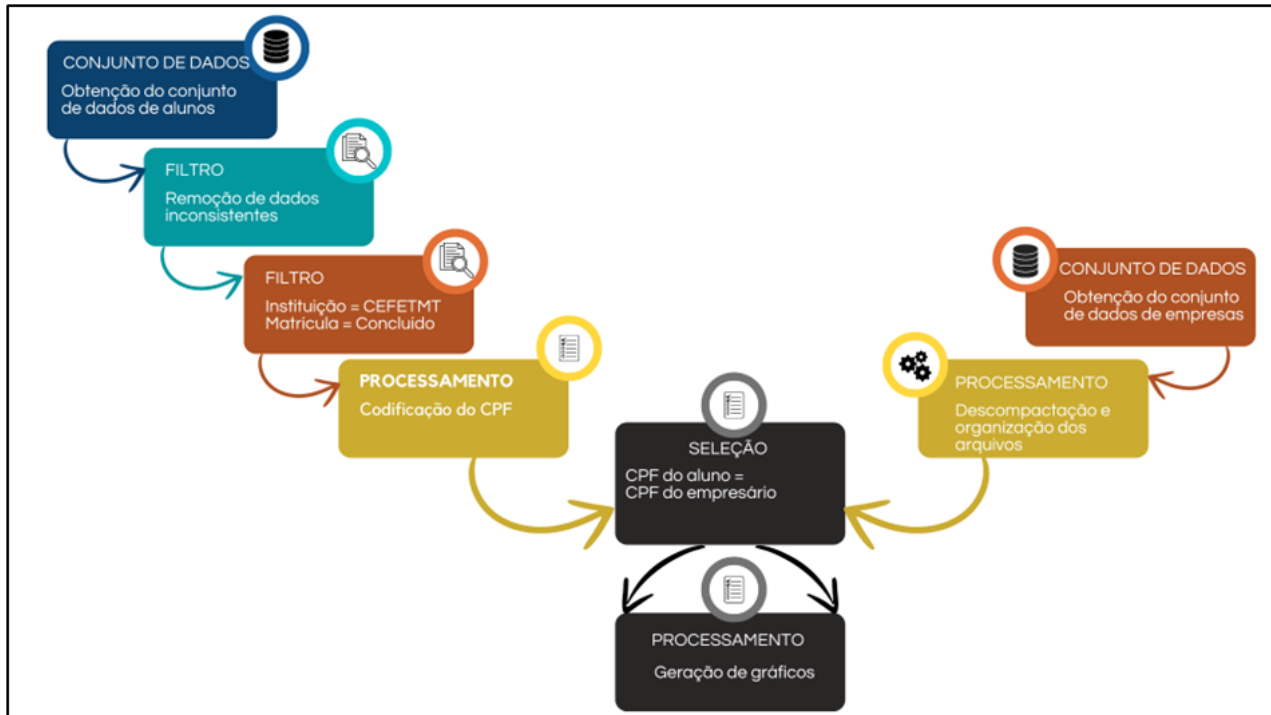 CONJUNTO DE DADOS
Obtenção do conjunto
de dados de alunos
FILTRO
Remoção de dados
inconsistentes
FILTRO
Instituição = CEFETMT
Matrícula = Concluído
PROCESSAMENTO
Codificação do CPF
CONJUNTO DE DADOS
Obtenção do conjunto
de dados de empresas
PROCESSAMENTO
Descompactação e
organização dos
arquivos
SELEÇÃO
CPF do aluno =
CPF do empresário
PROCESSAMENTO
Geração de gráficos